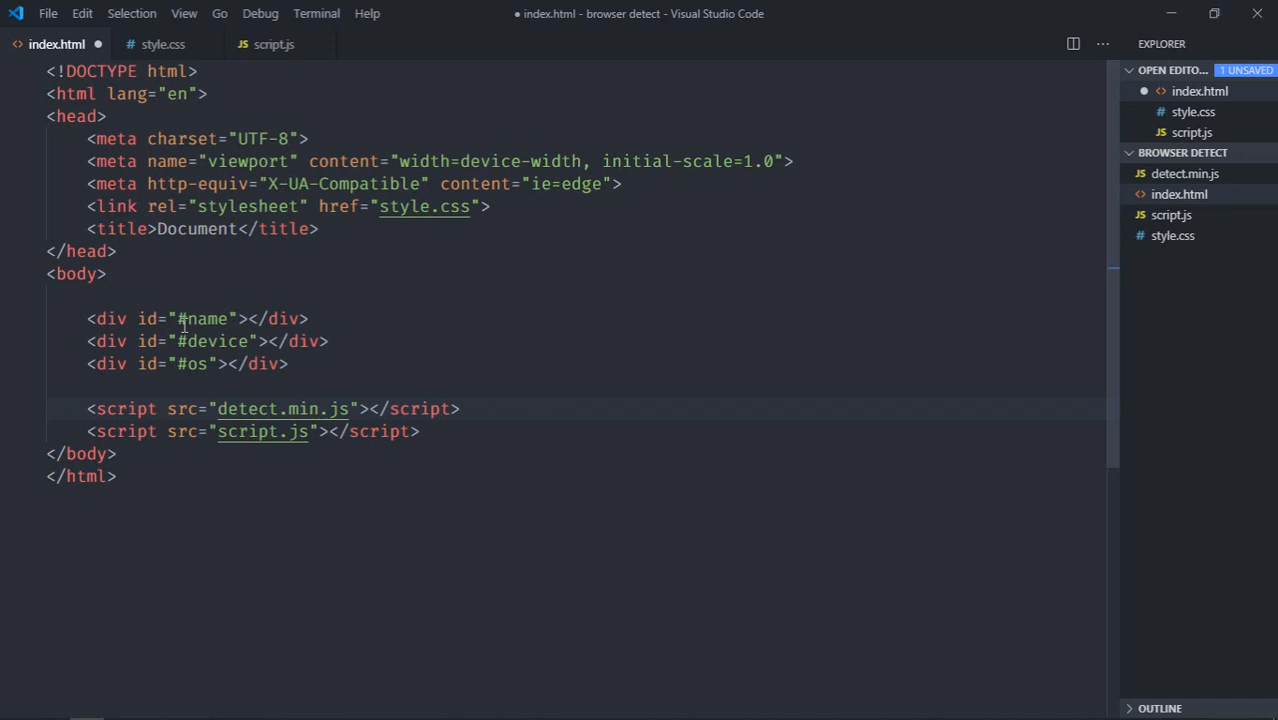 File Edit Selection View Go Debug Terminal Help
● index.html - browser detect - Visual Studio Code
<> index.html ●
# style.css
JS script.js
<!DOCTYPE html>
<html lang="en">
<head>
<meta charset="UTF-8">
<meta name="viewport" content="width=device-width, initial-scale=1.0">
<meta http-equiv="X-UA-Compatible" content="ie=edge">
<link rel="stylesheet" href="style.css">
<title>Document</title>
</head>
<body>
<div id="#name"></div>
<div id="#device"></div>
<div id="#os"></div>
<script src="detect.min.js"></script>
<script src="script.js"></script>
</body>
</html>
EXPLORER
OPEN EDITO... 1 UNSAVED
● <> index.html
# style.css
JS script.js
BROWSER DETECT
JS detect.min.js
<> index.html
JS script.js
# style.css
OUTLINE